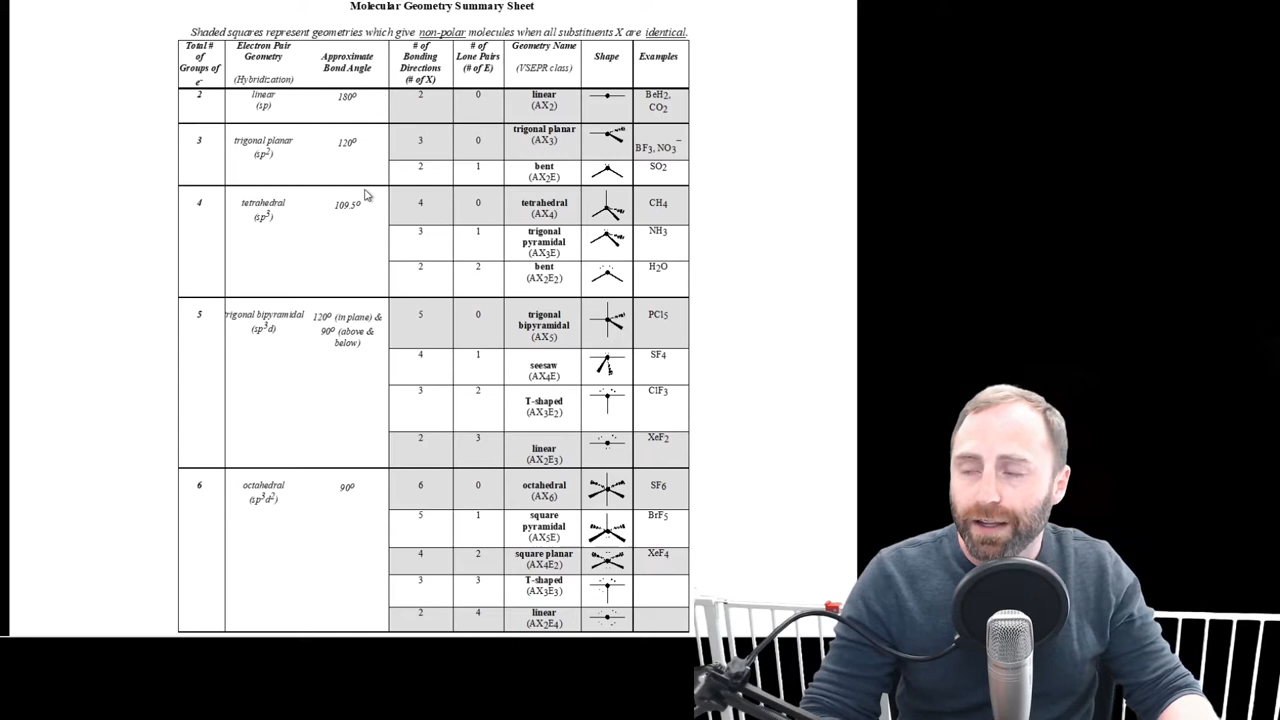 Molecular Geometry Summary Sheet
Shaded squares represent geometries which give non-polar molecules when all substituents X are identical.
Total # of Groups of e- | Electron Pair Geometry (Hybridization) | Approximate Bond Angle | # of Bonding Directions (# of X) | # of Lone Pairs (# of E) | Geometry Name (VSEPR class) | Shape | Examples
2 | linear (sp) | 180º | 2 | 0 | linear (AX2) | BeH2, CO2
3 | trigonal planar (sp2) | 120º | 3 | 0 | trigonal planar (AX3) | BF3, NO3−
2 | 1 | bent (AX2E) | SO2
4 | tetrahedral (sp3) | 109.5º | 4 | 0 | tetrahedral (AX4) | CH4
3 | 1 | trigonal pyramidal (AX3E) | NH3
2 | 2 | bent (AX2E2) | H2O
5 | trigonal bipyramidal (sp3d) | 120º (in plane) & 90º (above & below) | 5 | 0 | trigonal bipyramidal (AX5) | PCl5
4 | 1 | seesaw (AX4E) | SF4
3 | 2 | T-shaped (AX3E2) | ClF3
2 | 3 | linear (AX2E3) | XeF2
6 | octahedral (sp3d2) | 90º | 6 | 0 | octahedral (AX6) | SF6
5 | 1 | square pyramidal (AX5E) | BrF5
4 | 2 | square planar (AX4E2) | XeF4
3 | 3 | T-shaped (AX3E3)
2 | 4 | linear (AX2E4)